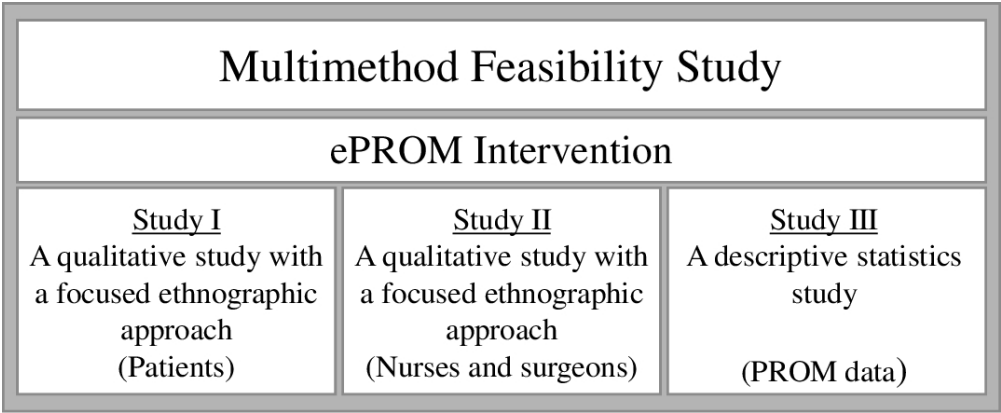 Multimethod Feasibility Study
ePROM Intervention
Study I
A qualitative study with
a focused ethnographic
approach
(Patients)
Study II
A qualitative study with
a focused ethnographic
approach
(Nurses and surgeons)
Study III
A descriptive statistics
study
(PROM data)